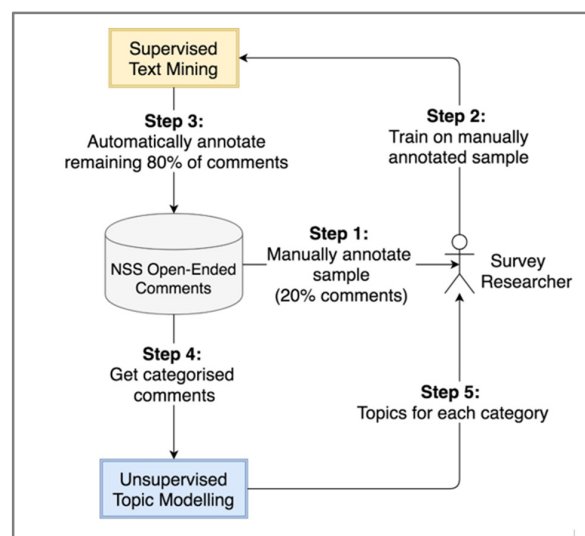 Supervised
Text Mining
Step 3:
Automatically annotate
remaining 80% of comments
Step 2:
Train on manually
annotated sample
NSS Open-Ended
Comments
Step 1:
Manually annotate
sample
(20% comments)
Survey
Researcher
Step 4:
Get categorised
comments
Step 5:
Topics for each category
Unsupervised
Topic Modelling